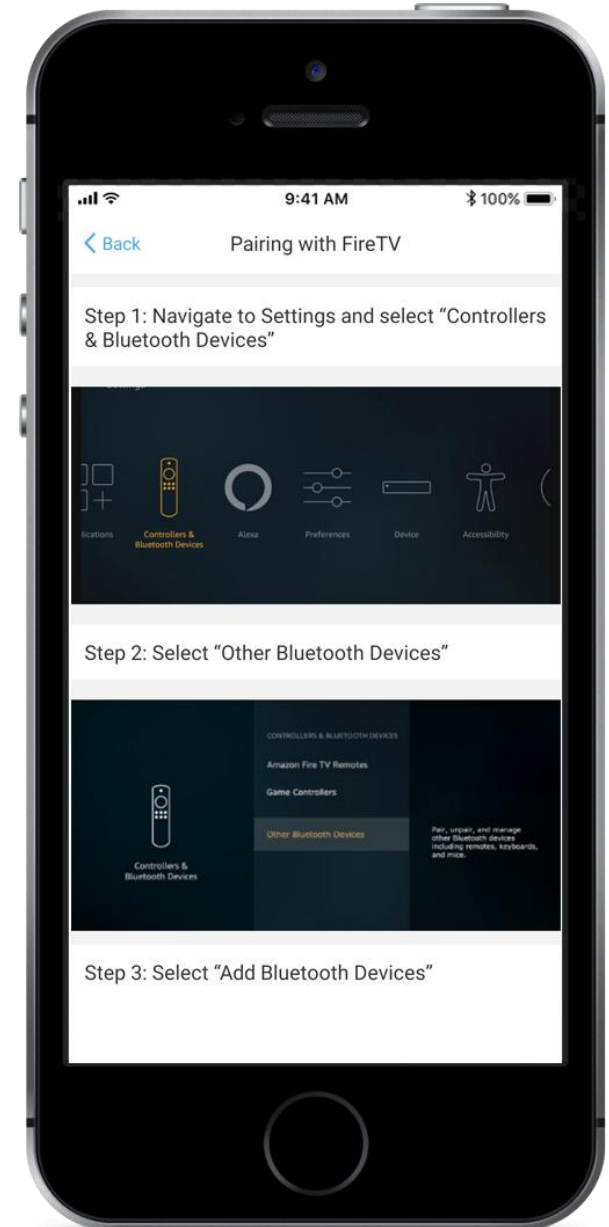 9:41 AM
100%
Back
Pairing with FireTV
Step 1: Navigate to Settings and select “Controllers
& Bluetooth Devices”
Settings
lications
Controllers &
Bluetooth Devices
Alexa
Preferences
Device
Accessibility
Step 2: Select “Other Bluetooth Devices”
CONTROLLERS & BLUETOOTH DEVICES
Amazon Fire TV Remotes
Game Controllers
Other Bluetooth Devices
Controllers &
Bluetooth Devices
Pair, unpair, and manage
other Bluetooth devices
including remotes, keyboards,
and mice.
Step 3: Select “Add Bluetooth Devices”